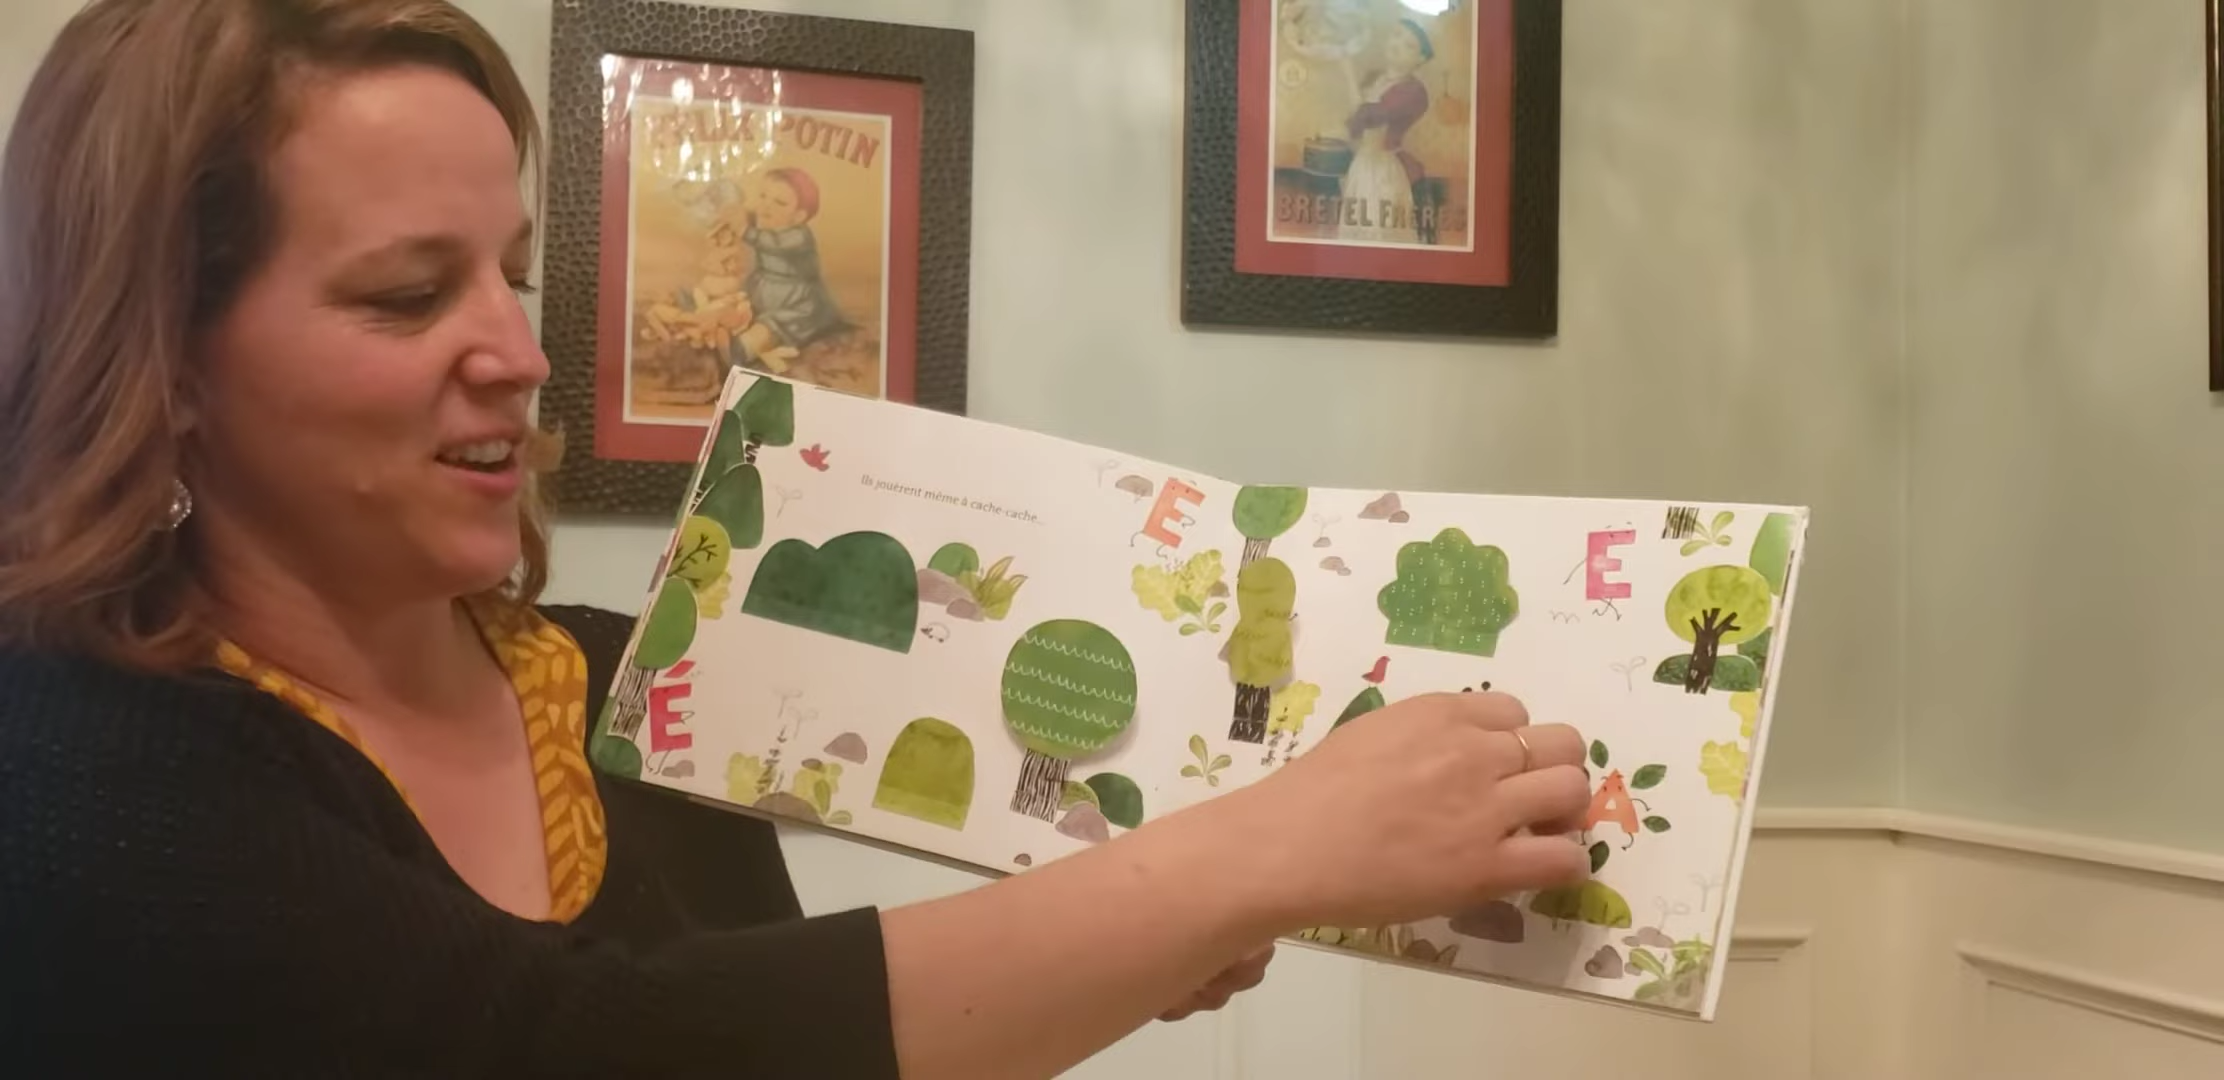 FELIX POTIN
BRETEL FRERES
Ils jouèrent même à cache-cache...
E
E
É
A